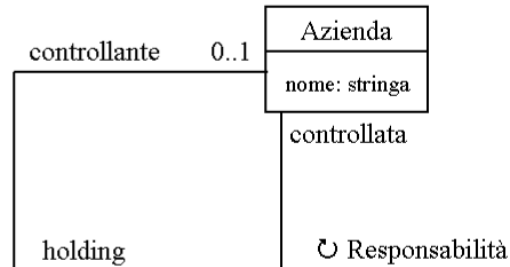 Azienda
controllante 0..1
nome: stringa
controllata
holding
↻ Responsabilità